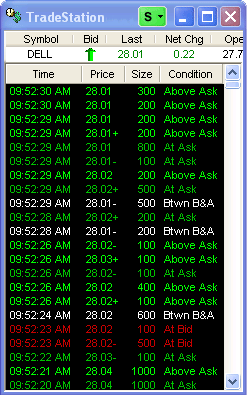 TradeStation S
Symbol Bid Last Net Chg Ope
DELL 28.01 0.22 27.7
Time Price Size Condition
09:52:30 AM 28.01 300 Above Ask
09:52:30 AM 28.01 200 Above Ask
09:52:29 AM 28.01 200 Above Ask
09:52:29 AM 28.01+ 200 Above Ask
09:52:29 AM 28.01 800 At Ask
09:52:29 AM 28.01- 100 Above Ask
09:52:29 AM 28.02- 200 Above Ask
09:52:29 AM 28.02+ 500 Above Ask
09:52:29 AM 28.01- 500 Btwn B&A
09:52:28 AM 28.02+ 200 At Ask
09:52:28 AM 28.01- 200 Btwn B&A
09:52:26 AM 28.02- 100 Above Ask
09:52:26 AM 28.03+ 100 Above Ask
09:52:26 AM 28.02- 100 At Ask
09:52:26 AM 28.02 400 Above Ask
09:52:26 AM 28.02+ 100 Above Ask
09:52:24 AM 28.02 600 Btwn B&A
09:52:23 AM 28.02 100 At Bid
09:52:23 AM 28.02- 500 At Bid
09:52:22 AM 28.03- 100 At Ask
09:52:21 AM 28.04 1000 Above Ask
09:52:20 AM 28.04 1000 Above Ask